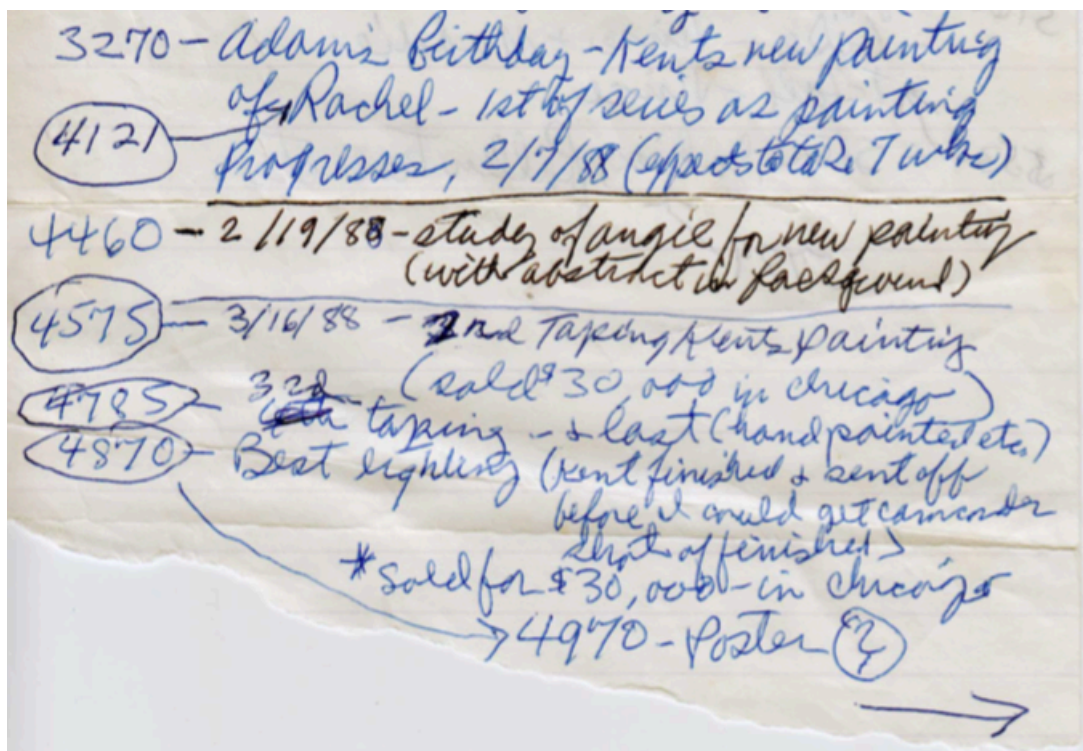 3270 - Adam's Birthday - Kent's new painting
of Rachel - 1st of series as painting
4121
progresses, 2/7/88 (expects to take 7 wks)
4460 - 2/19/88 - study of angie for new painting
(with abstract in background)
4575 - 3/16/88 - 2nd Taping Kent's painting
(sold $30,000 in chicago)
4785 - 3rd taping - & last (hand painted etc.)
4870 - Best lighting (Kent finished & sent off
before I could get camcorder
shot of finished)
* sold for $30,000 - in chicago
4970 - Poster ?